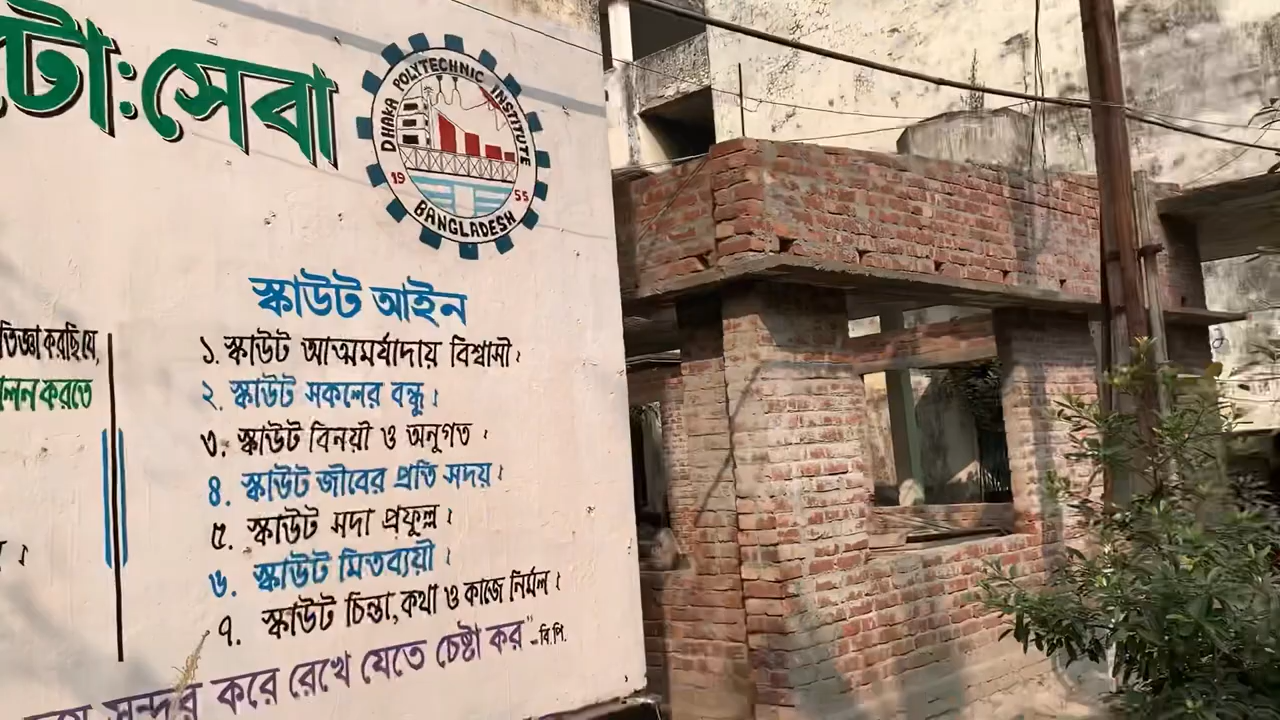 টো:সেবা
DHAKA POLYTECHNIC INSTITUTE
19 55
BANGLADESH
স্কাউট আইন
করছি যে,
করতে
১. স্কাউট আত্মমর্যাদায় বিশ্বাসী।
২. স্কাউট সকলের বন্ধু।
৩. স্কাউট বিনয়ী ও অনুগত।
৪. স্কাউট জীবের প্রতি সদয়।
৫. স্কাউট সদা প্রফুল্ল।
৬. স্কাউট মিতব্যয়ী।
৭. স্কাউট চিন্তা, কথা ও কাজে নির্মল।
সুন্দর করে রেখে যেতে চেষ্টা কর" -বি.পি.